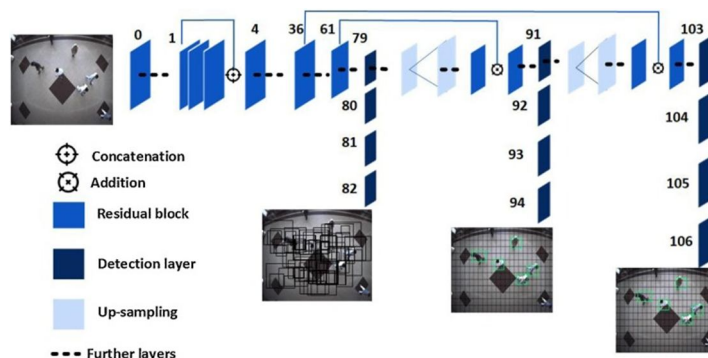 0
1
4
36
61
79
91
103
80
81
82
92
93
94
104
105
106
Concatenation
Addition
Residual block
Detection layer
Up-sampling
Further layers